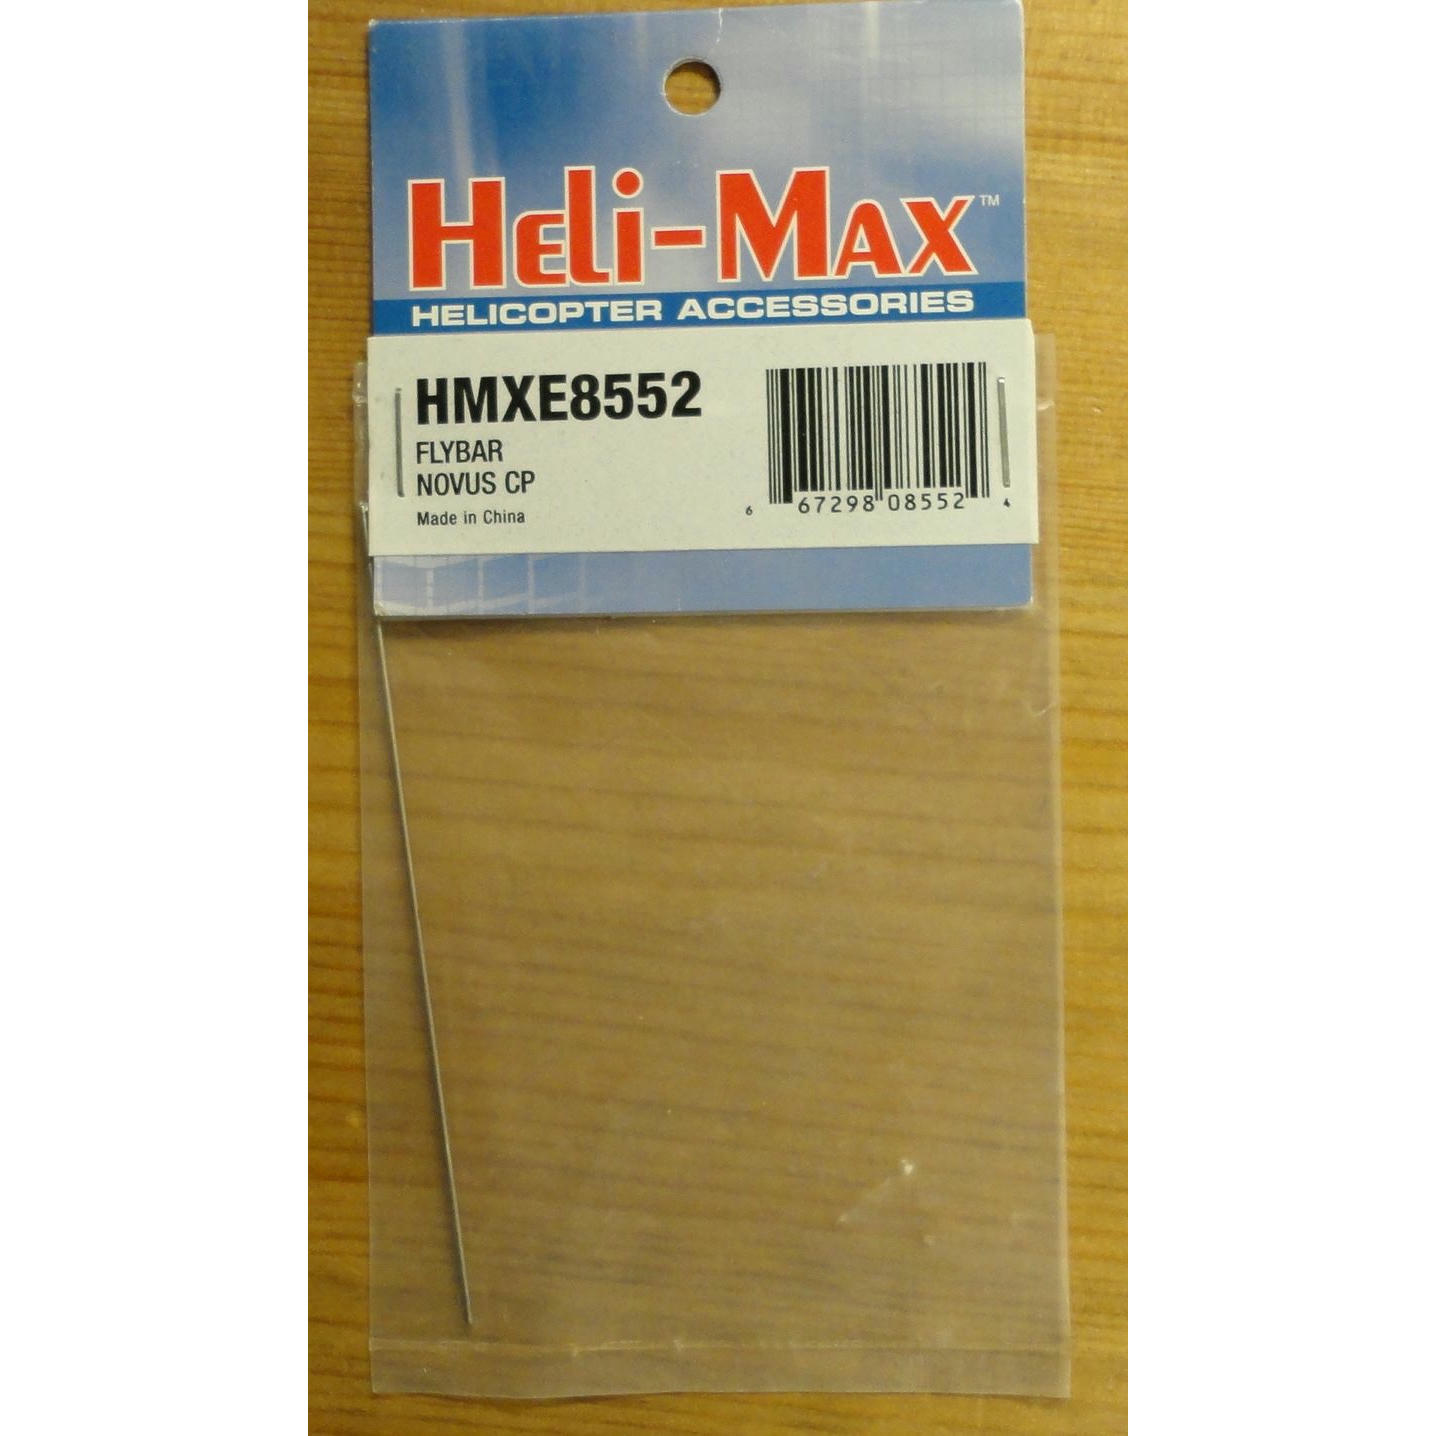 Heli-Max™
HELICOPTER ACCESSORIES
HMXE8552
FLYBAR
NOVUS CP
Made in China
6 67298 08552 4